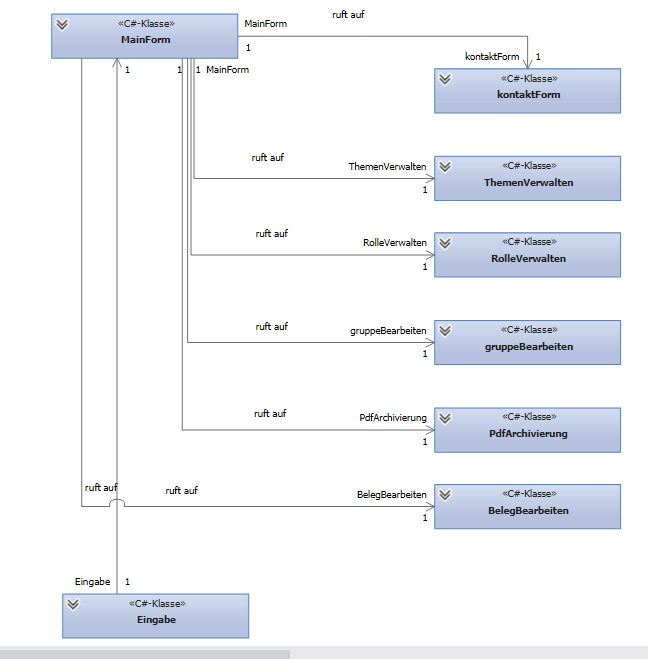 ruft auf
«C#-Klasse»
MainForm
MainForm
1
kontaktForm
1
1
1
1
MainForm
«C#-Klasse»
kontaktForm
ruft auf
ThemenVerwalten
1
«C#-Klasse»
ThemenVerwalten
ruft auf
RolleVerwalten
1
«C#-Klasse»
RolleVerwalten
ruft auf
gruppeBearbeiten
1
«C#-Klasse»
gruppeBearbeiten
ruft auf
PdfArchivierung
1
«C#-Klasse»
PdfArchivierung
ruft auf
ruft auf
BelegBearbeiten
1
«C#-Klasse»
BelegBearbeiten
Eingabe
1
«C#-Klasse»
Eingabe